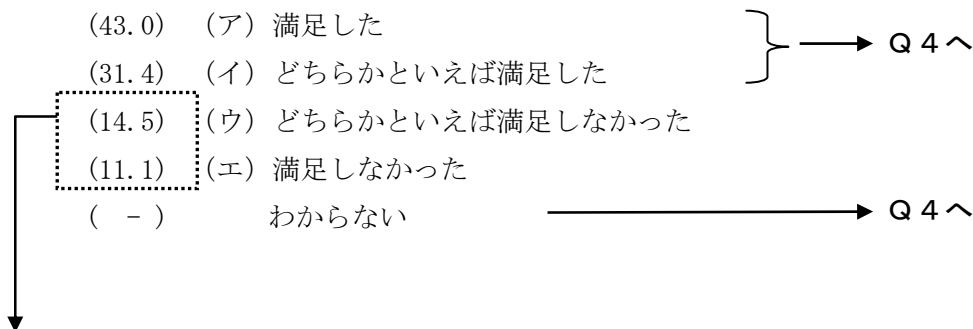 (43.0) (ア) 満足した
Q4へ
(31.4) (イ) どちらかといえば満足した
(14.5) (ウ) どちらかといえば満足しなかった
(11.1) (エ) 満足しなかった
( - ) わからない Q4へ